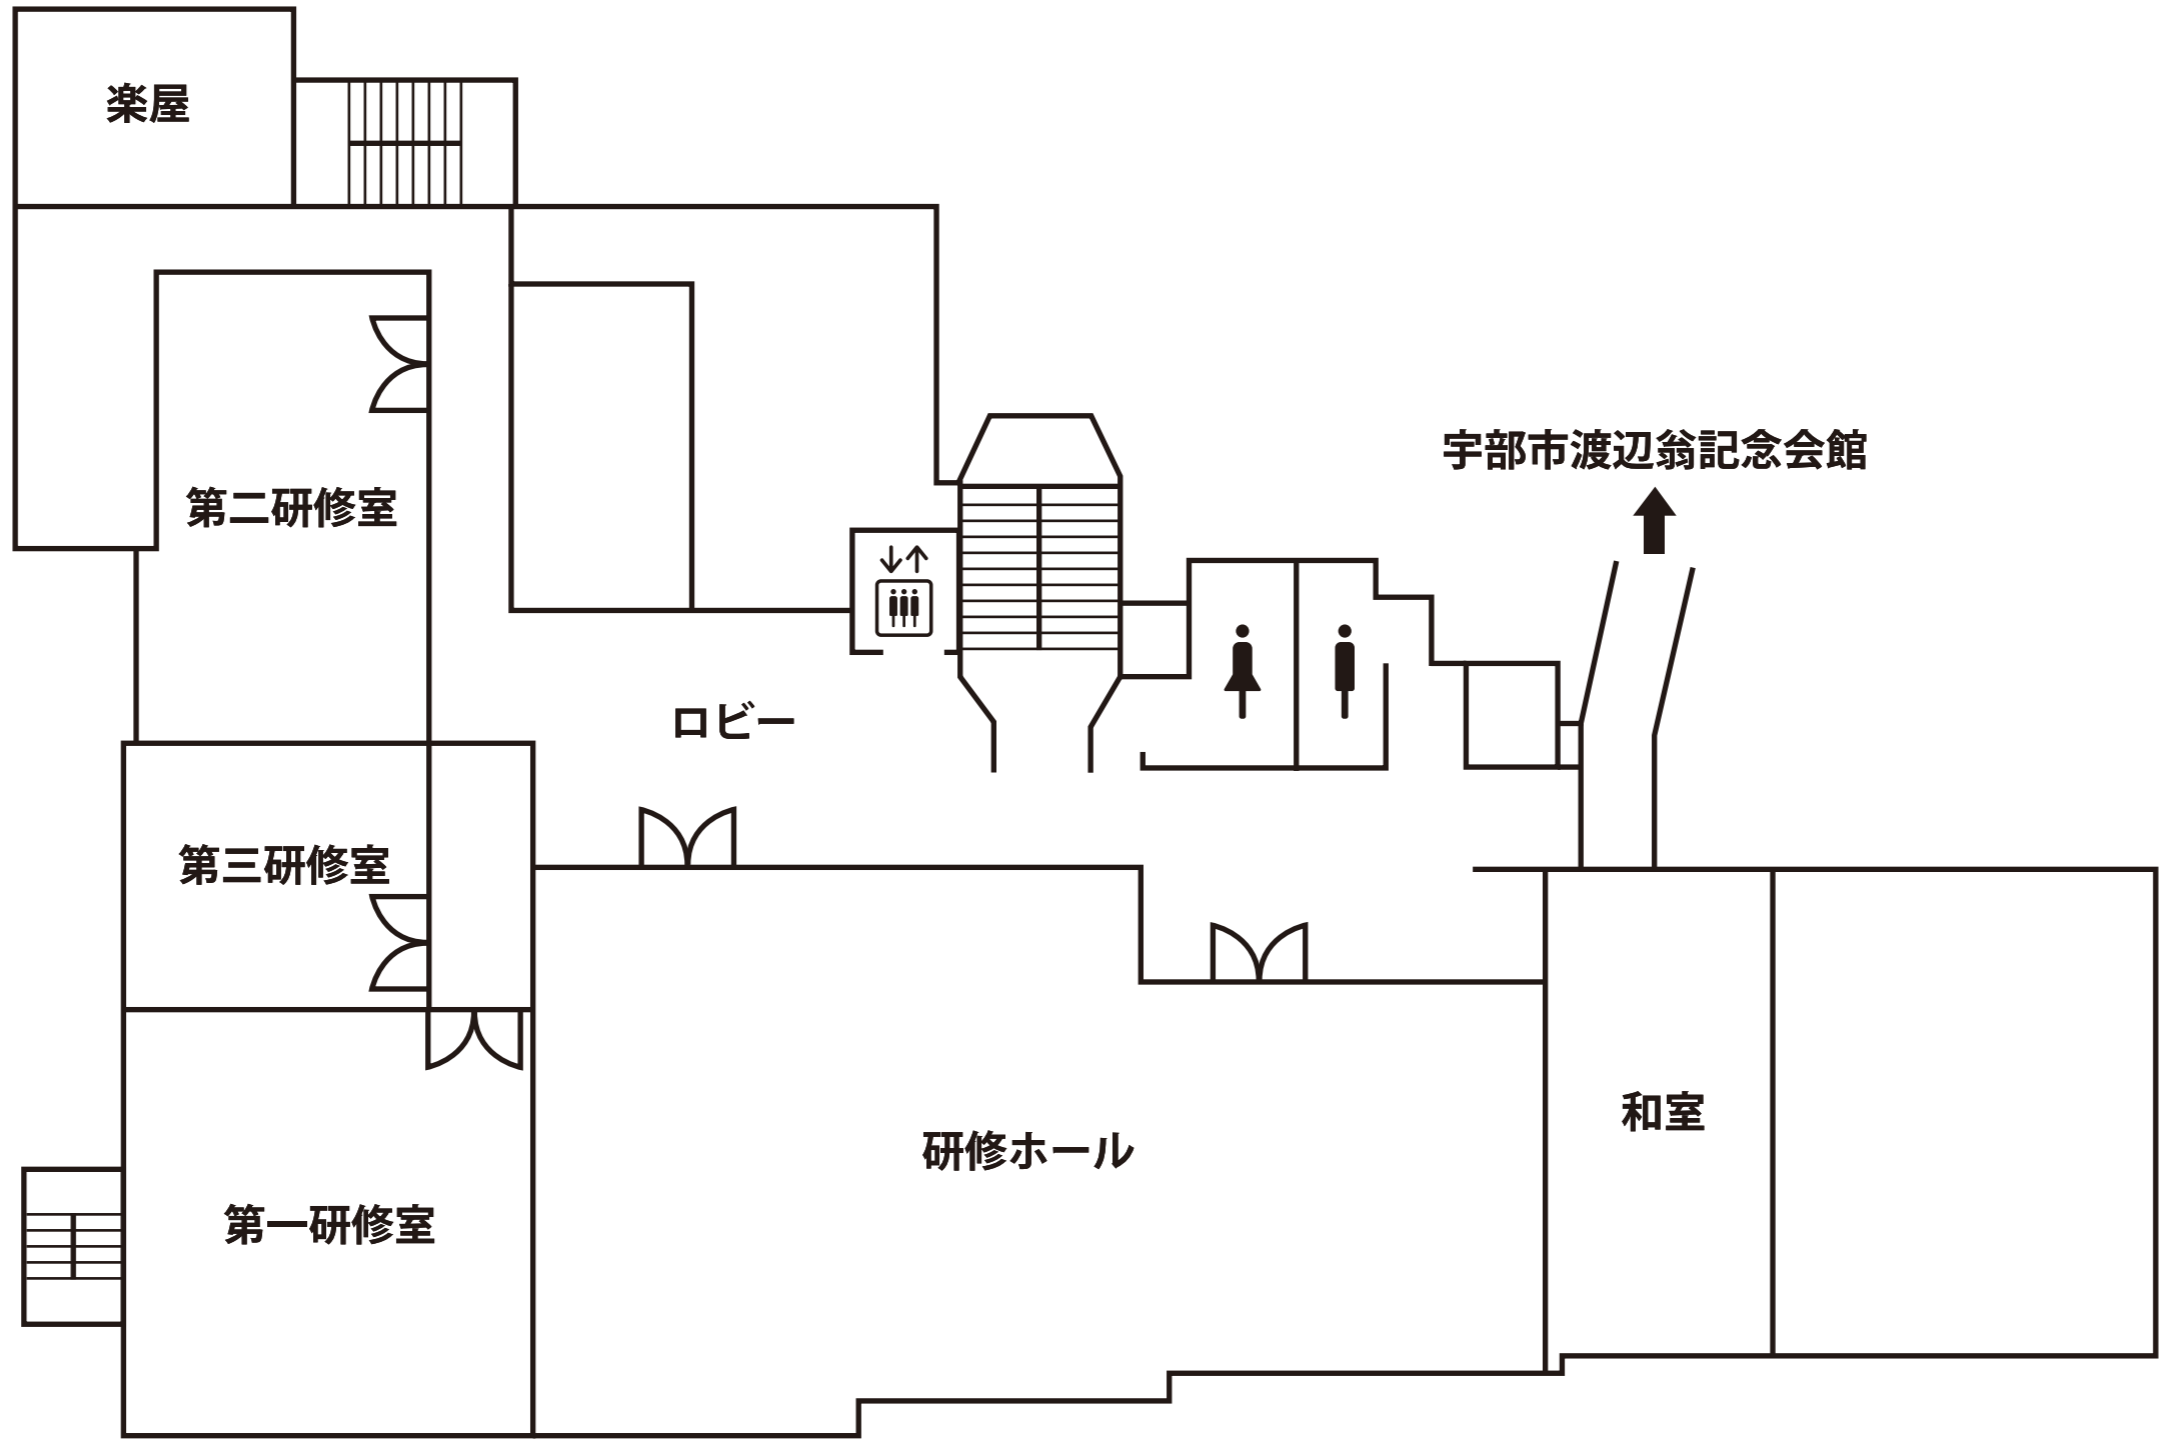 楽屋
宇部市渡辺翁記念会館
第二研修室
ロビー
第三研修室
和室
研修ホール
第一研修室